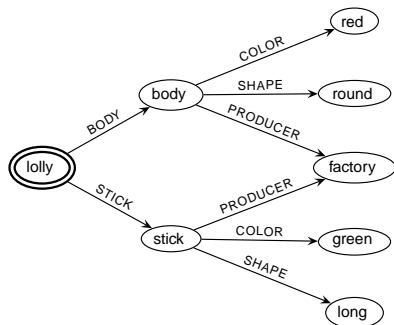 red
COLOR
body
SHAPE
round
BODY
PRODUCER
lolly
factory
STICK
PRODUCER
stick
COLOR
green
SHAPE
long